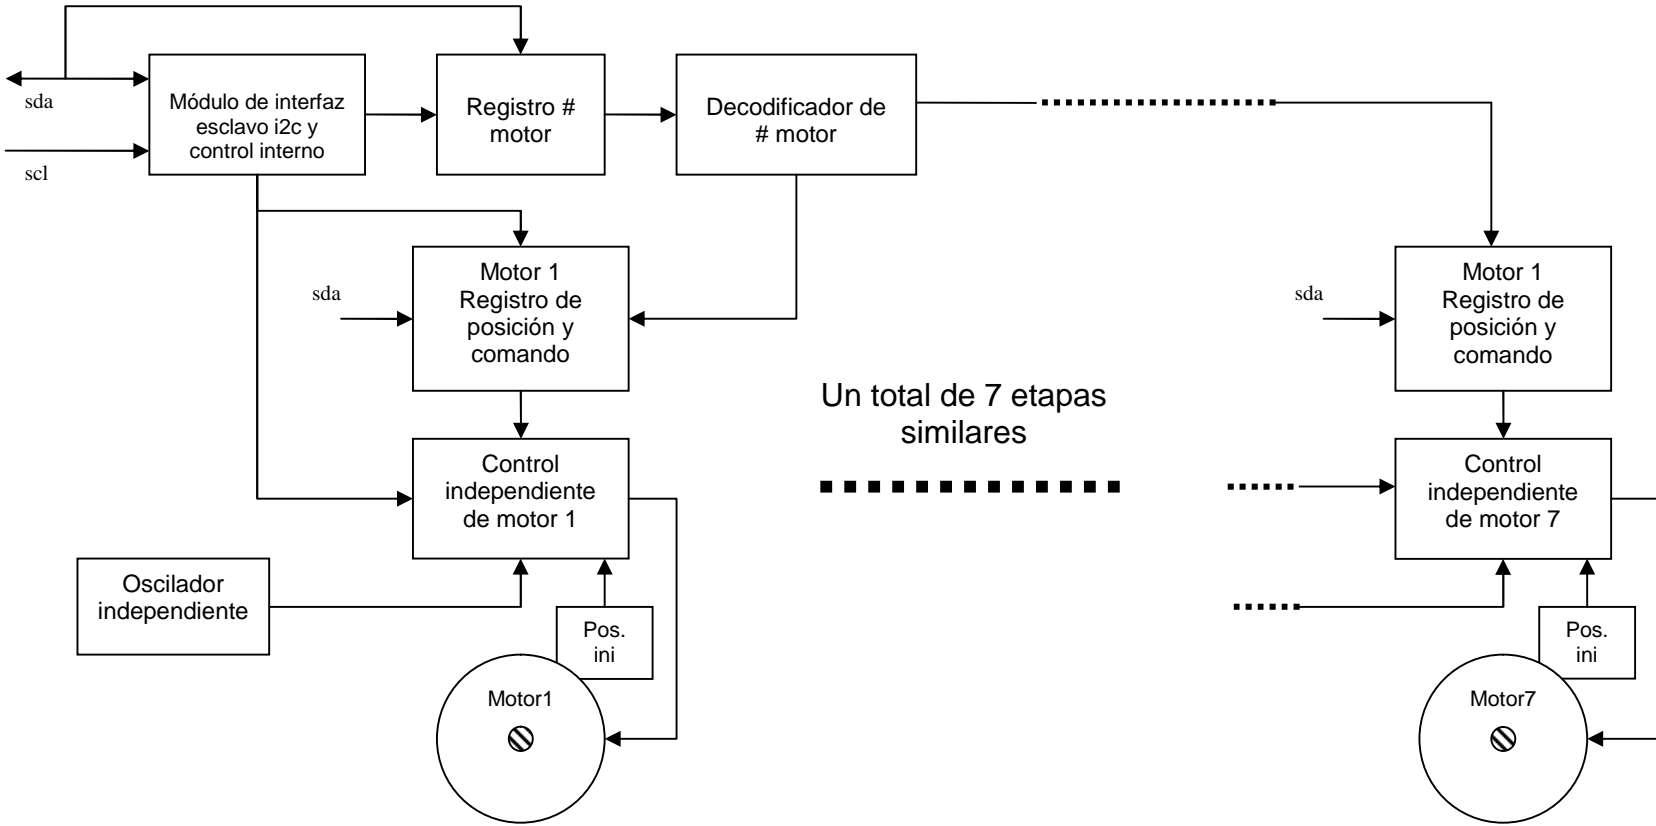 sda
scl
Módulo de interfaz
esclavo i2c y
control interno
Registro #
motor
Decodificador de
# motor
sda
Motor 1
Registro de
posición y
comando
sda
Motor 1
Registro de
posición y
comando
Un total de 7 etapas
similares
Control
independiente
de motor 1
Control
independiente
de motor 7
Oscilador
independiente
Pos.
ini
Motor1
Pos.
ini
Motor7